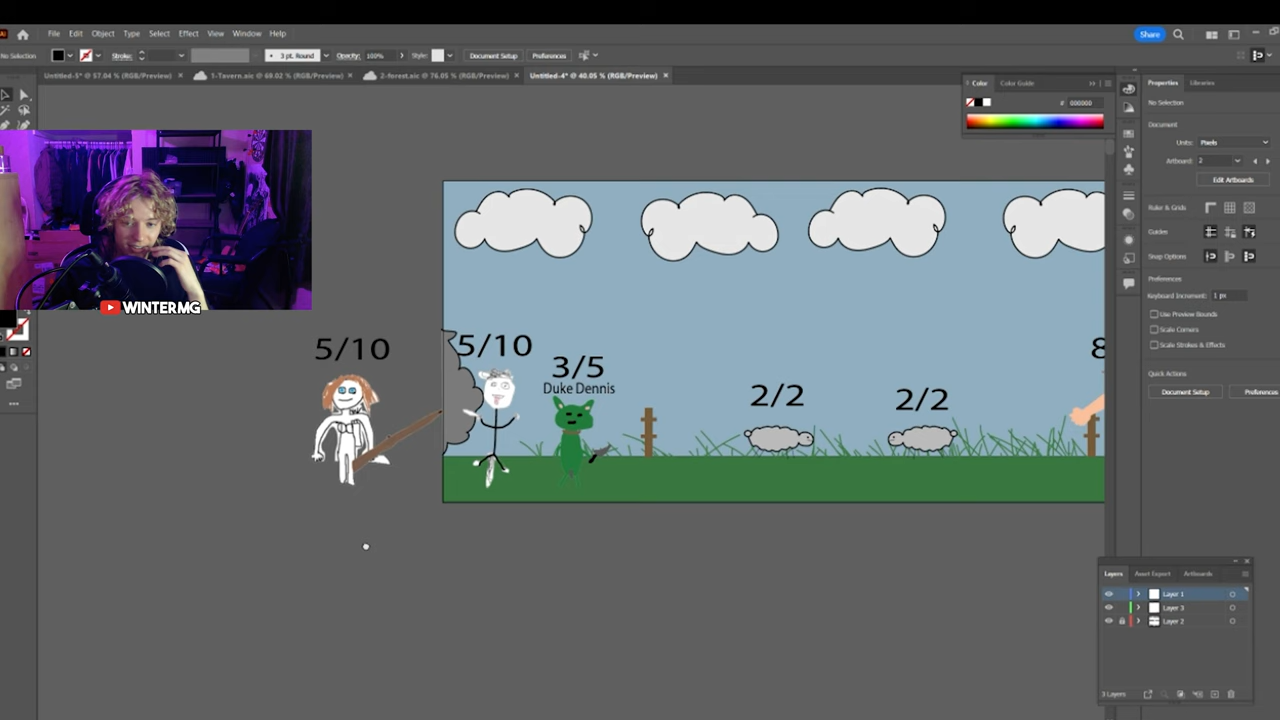 File Edit Object Type Select Effect View Window Help
Share
No Selection
Stroke:
3 pt. Round
Opacity: 100%
Style:
Document Setup
Preferences
Untitled-5* @ 57.04 % (RGB/Preview)
1-Tavern.aic @ 69.02 % (RGB/Preview)
2-forest.aic @ 76.05 % (RGB/Preview)
Untitled-4* @ 40.05 % (RGB/Preview)
Color Color Guide
# 000000
Properties Libraries
No Selection
Document
Units: Pixels
Artboard: 2
Edit Artboards
Ruler & Grids
Guides
Snap Options
Preferences
Keyboard Increment: 1 px
Use Preview Bounds
Scale Corners
Scale Strokes & Effects
Quick Actions
Document Setup
Preferences
WINTERMG
5/10
5/10
3/5
Duke Dennis
2/2
2/2
8
Layers Asset Export Artboards
Layer 1
Layer 3
Layer 2
3 Layers